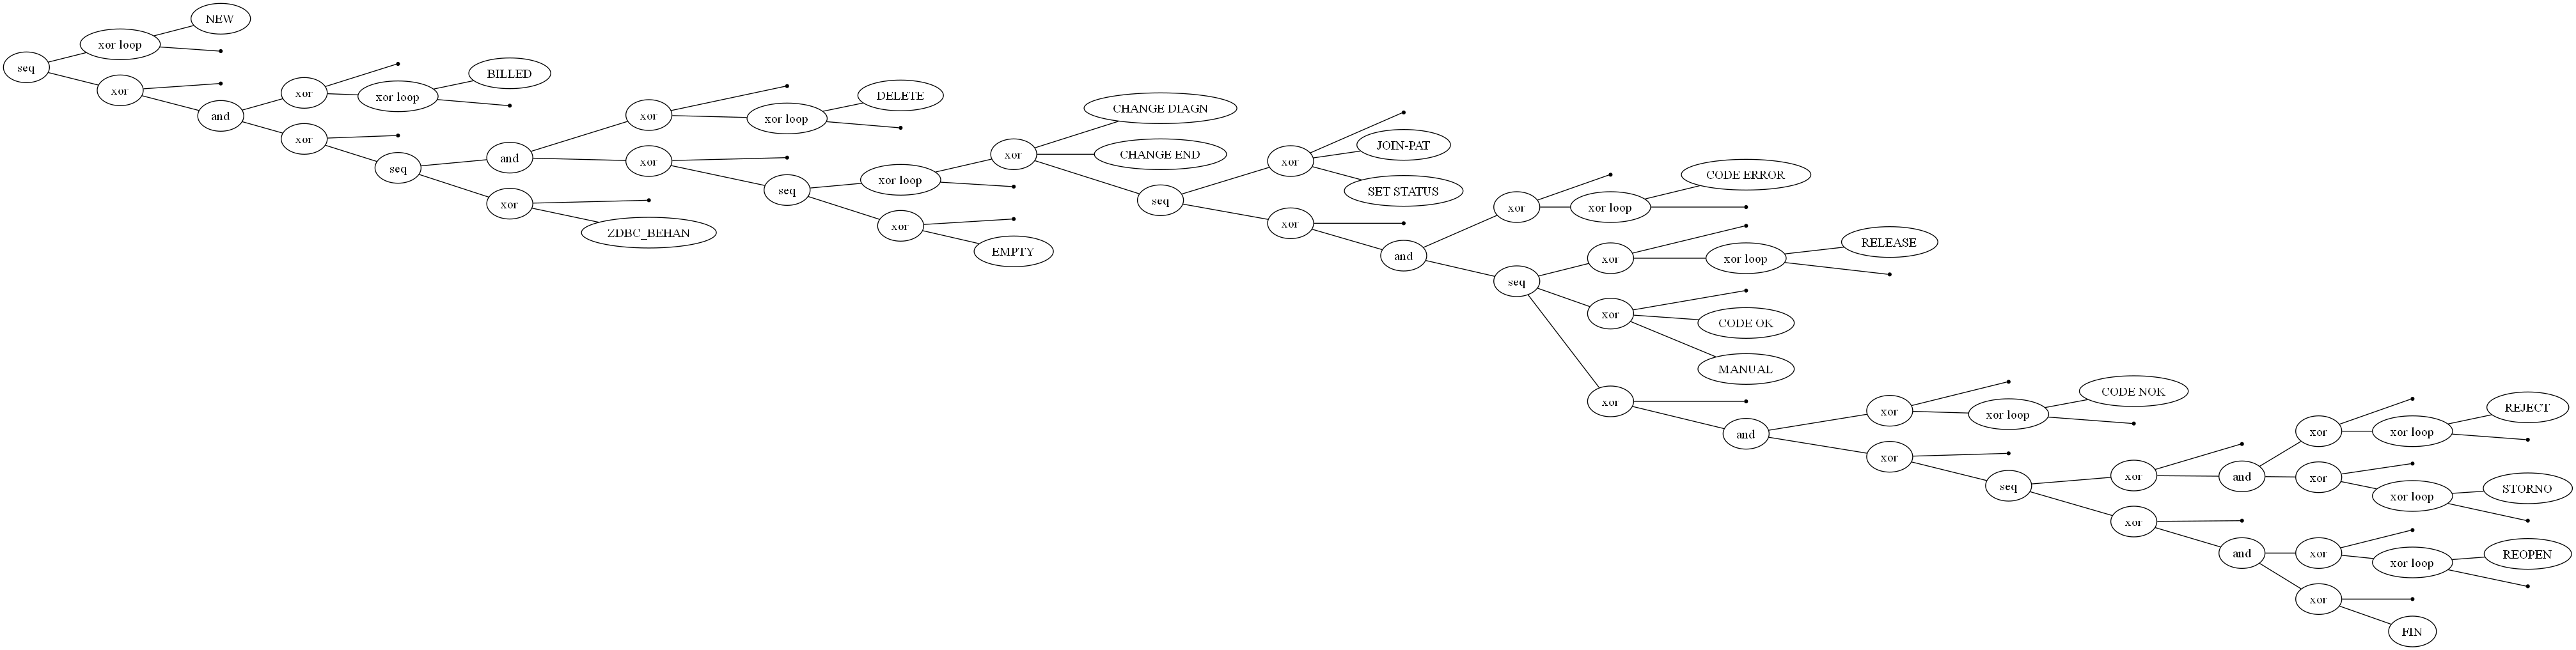 NEW
xor loop
seq
xor
and
xor
xor loop
BILLED
xor
seq
and
xor
xor loop
DELETE
xor
seq
xor loop
xor
CHANGE DIAGN
CHANGE END
seq
xor
JOIN-PAT
SET STATUS
xor
and
xor
xor loop
CODE ERROR
seq
xor
xor loop
RELEASE
xor
CODE OK
MANUAL
xor
and
xor
xor loop
CODE NOK
xor
seq
xor
and
xor
xor loop
REJECT
xor
xor loop
STORNO
xor
and
xor
xor loop
REOPEN
xor
FIN
xor
EMPTY
xor
ZDBC_BEHAN